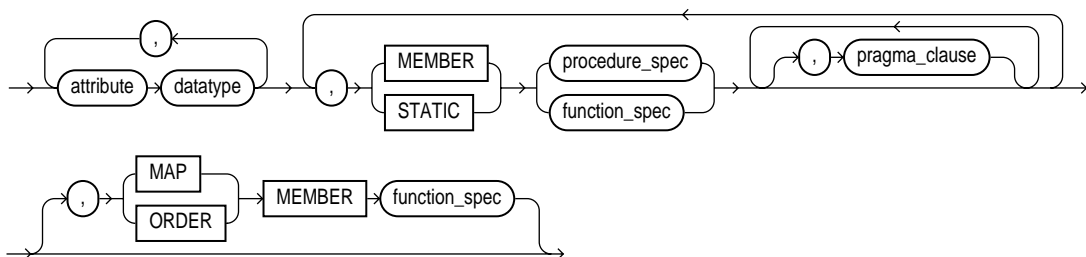 ,
attribute datatype , MEMBER STATIC procedure_spec function_spec , pragma_clause
, MAP ORDER MEMBER function_spec